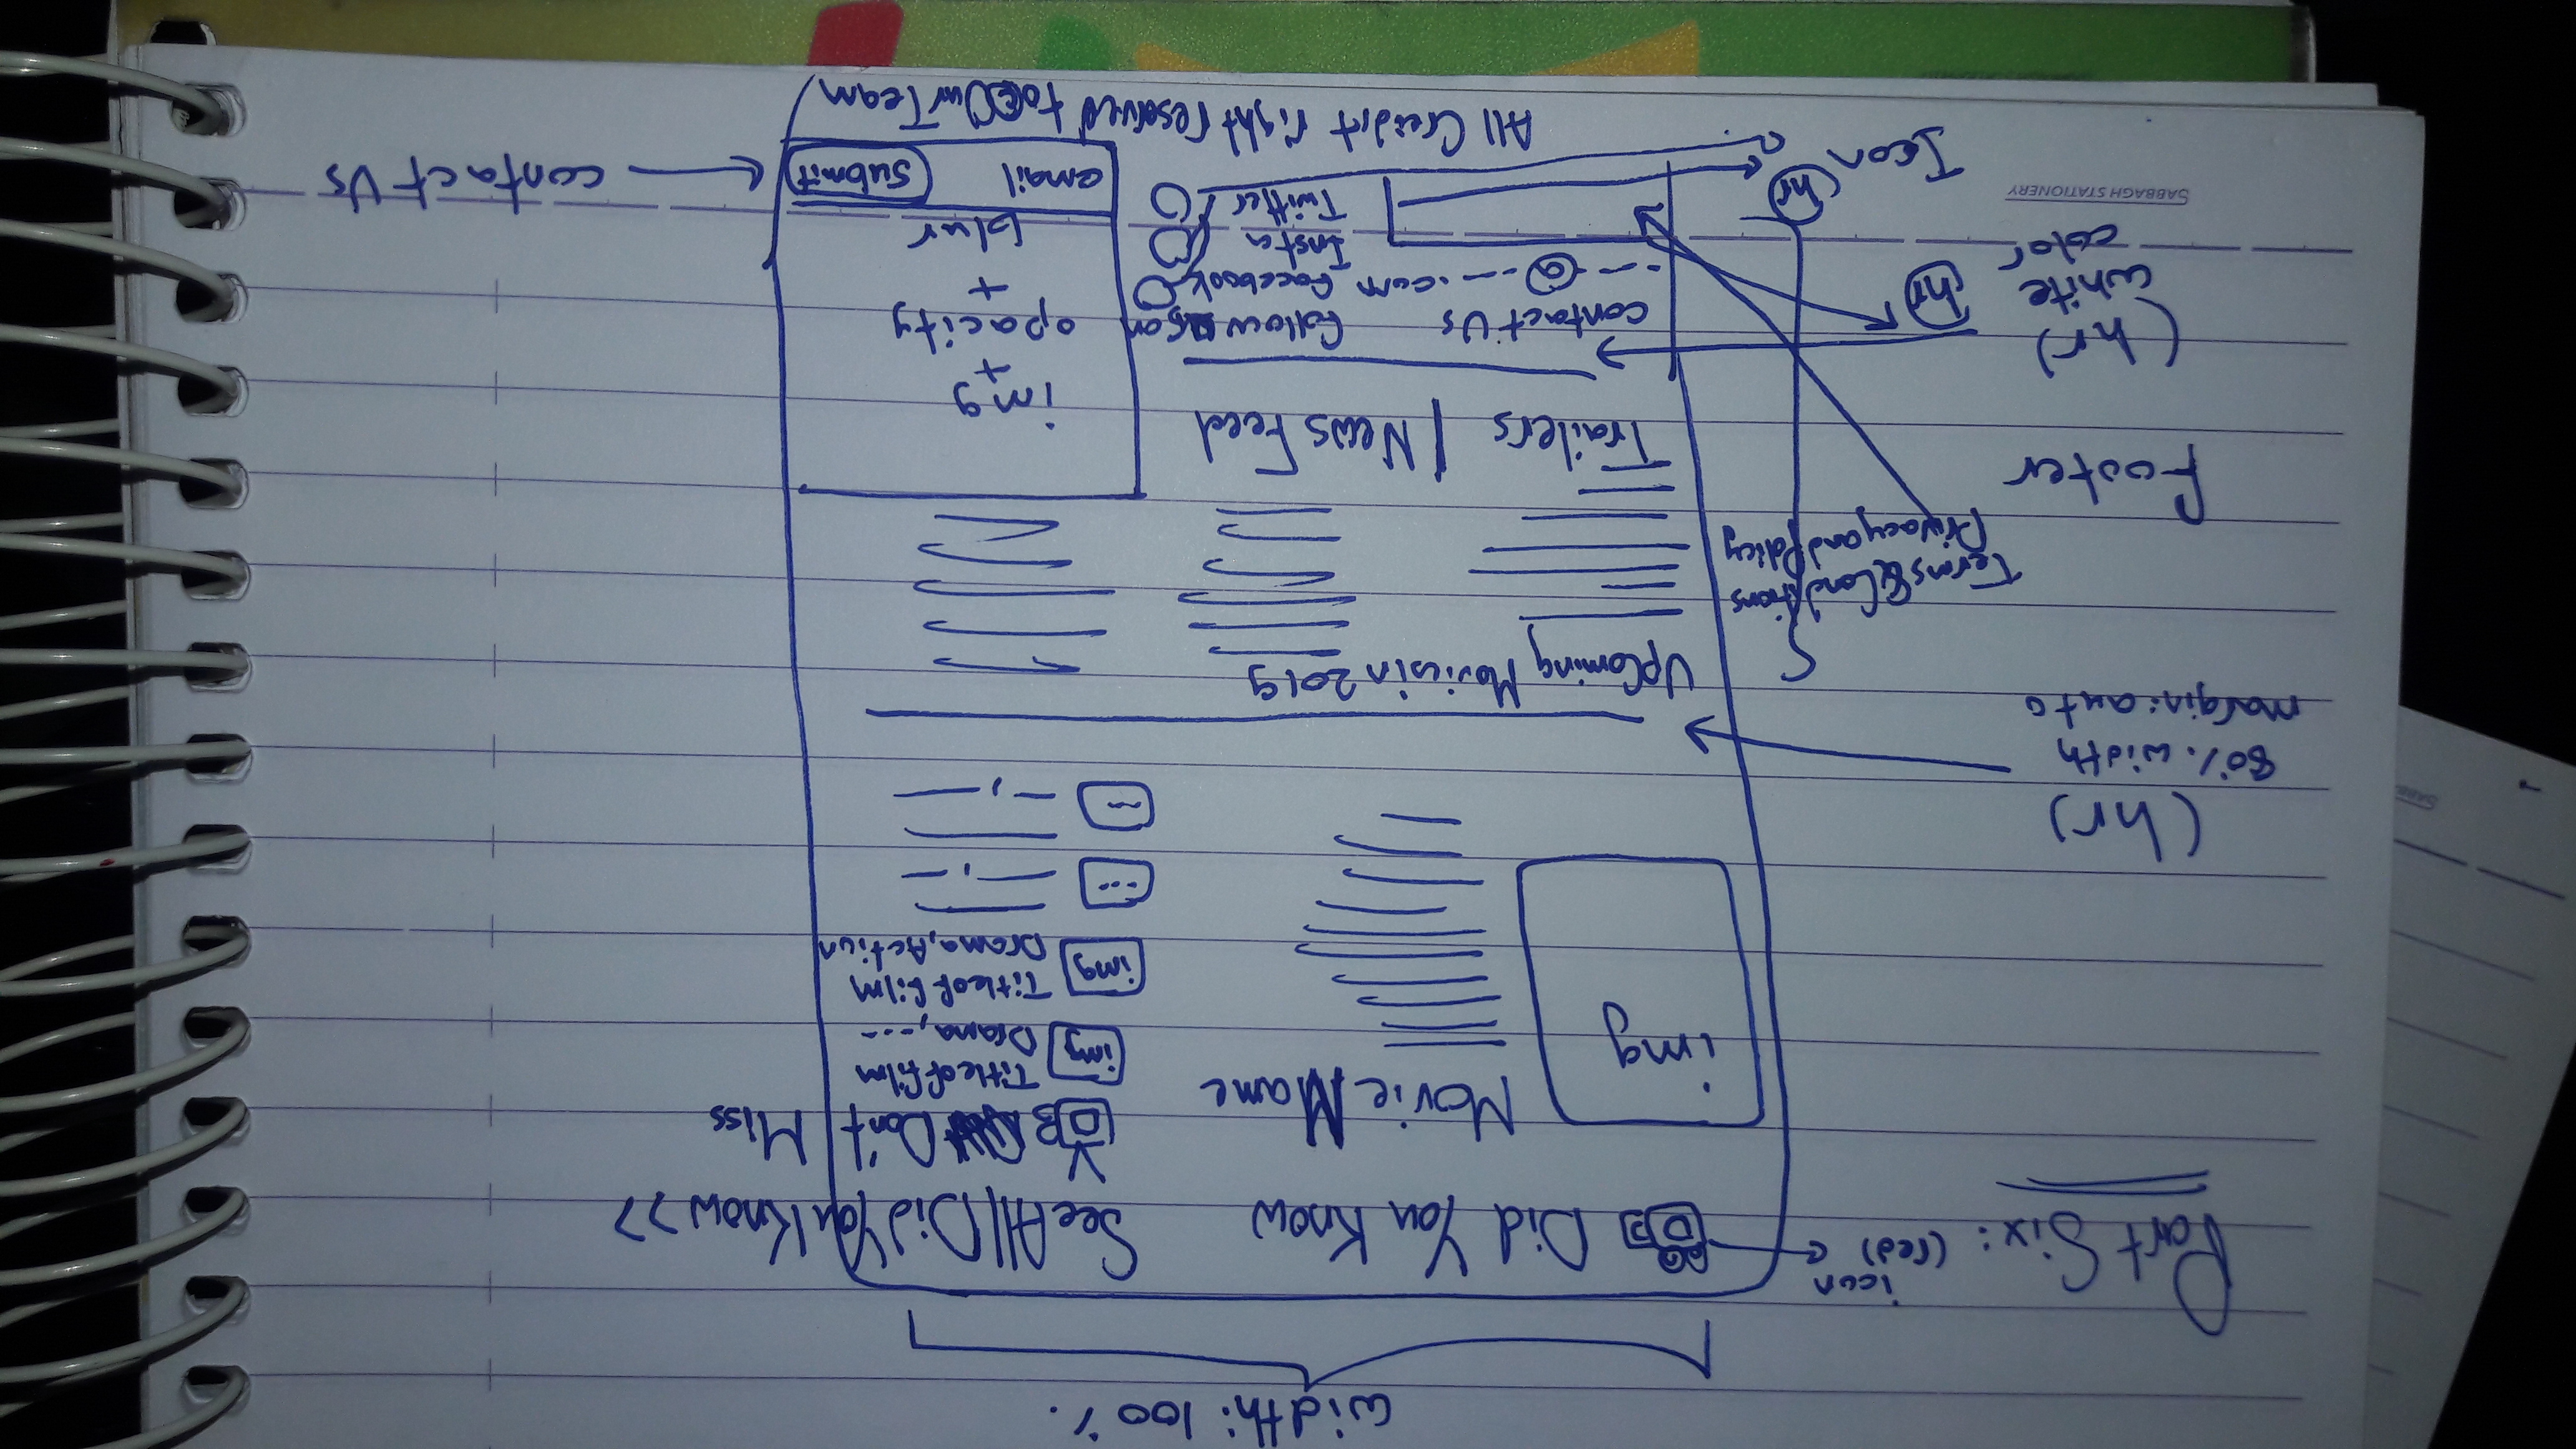 width: 100%.
Part Six: (red) icon
Did You Know See All Did You Know >>
Don't Miss
img Movie Name
img Title of film
Drama, ---
img Title of film
Drama, Action
(hr)
80% width
margin: auto
UpComing Movies in 2019
Terms & Conditions
Privacy and Policy
footer
Trailers / News Feed
img
+
opacity
+
blur
(hr)
white
color
hr
contact Us follow us on
---@---.com facebook
Insta
Twitter
email submit contact Us
SABBAGH STATIONERY
Icon hr
All Creidit right reserved to © Our Team